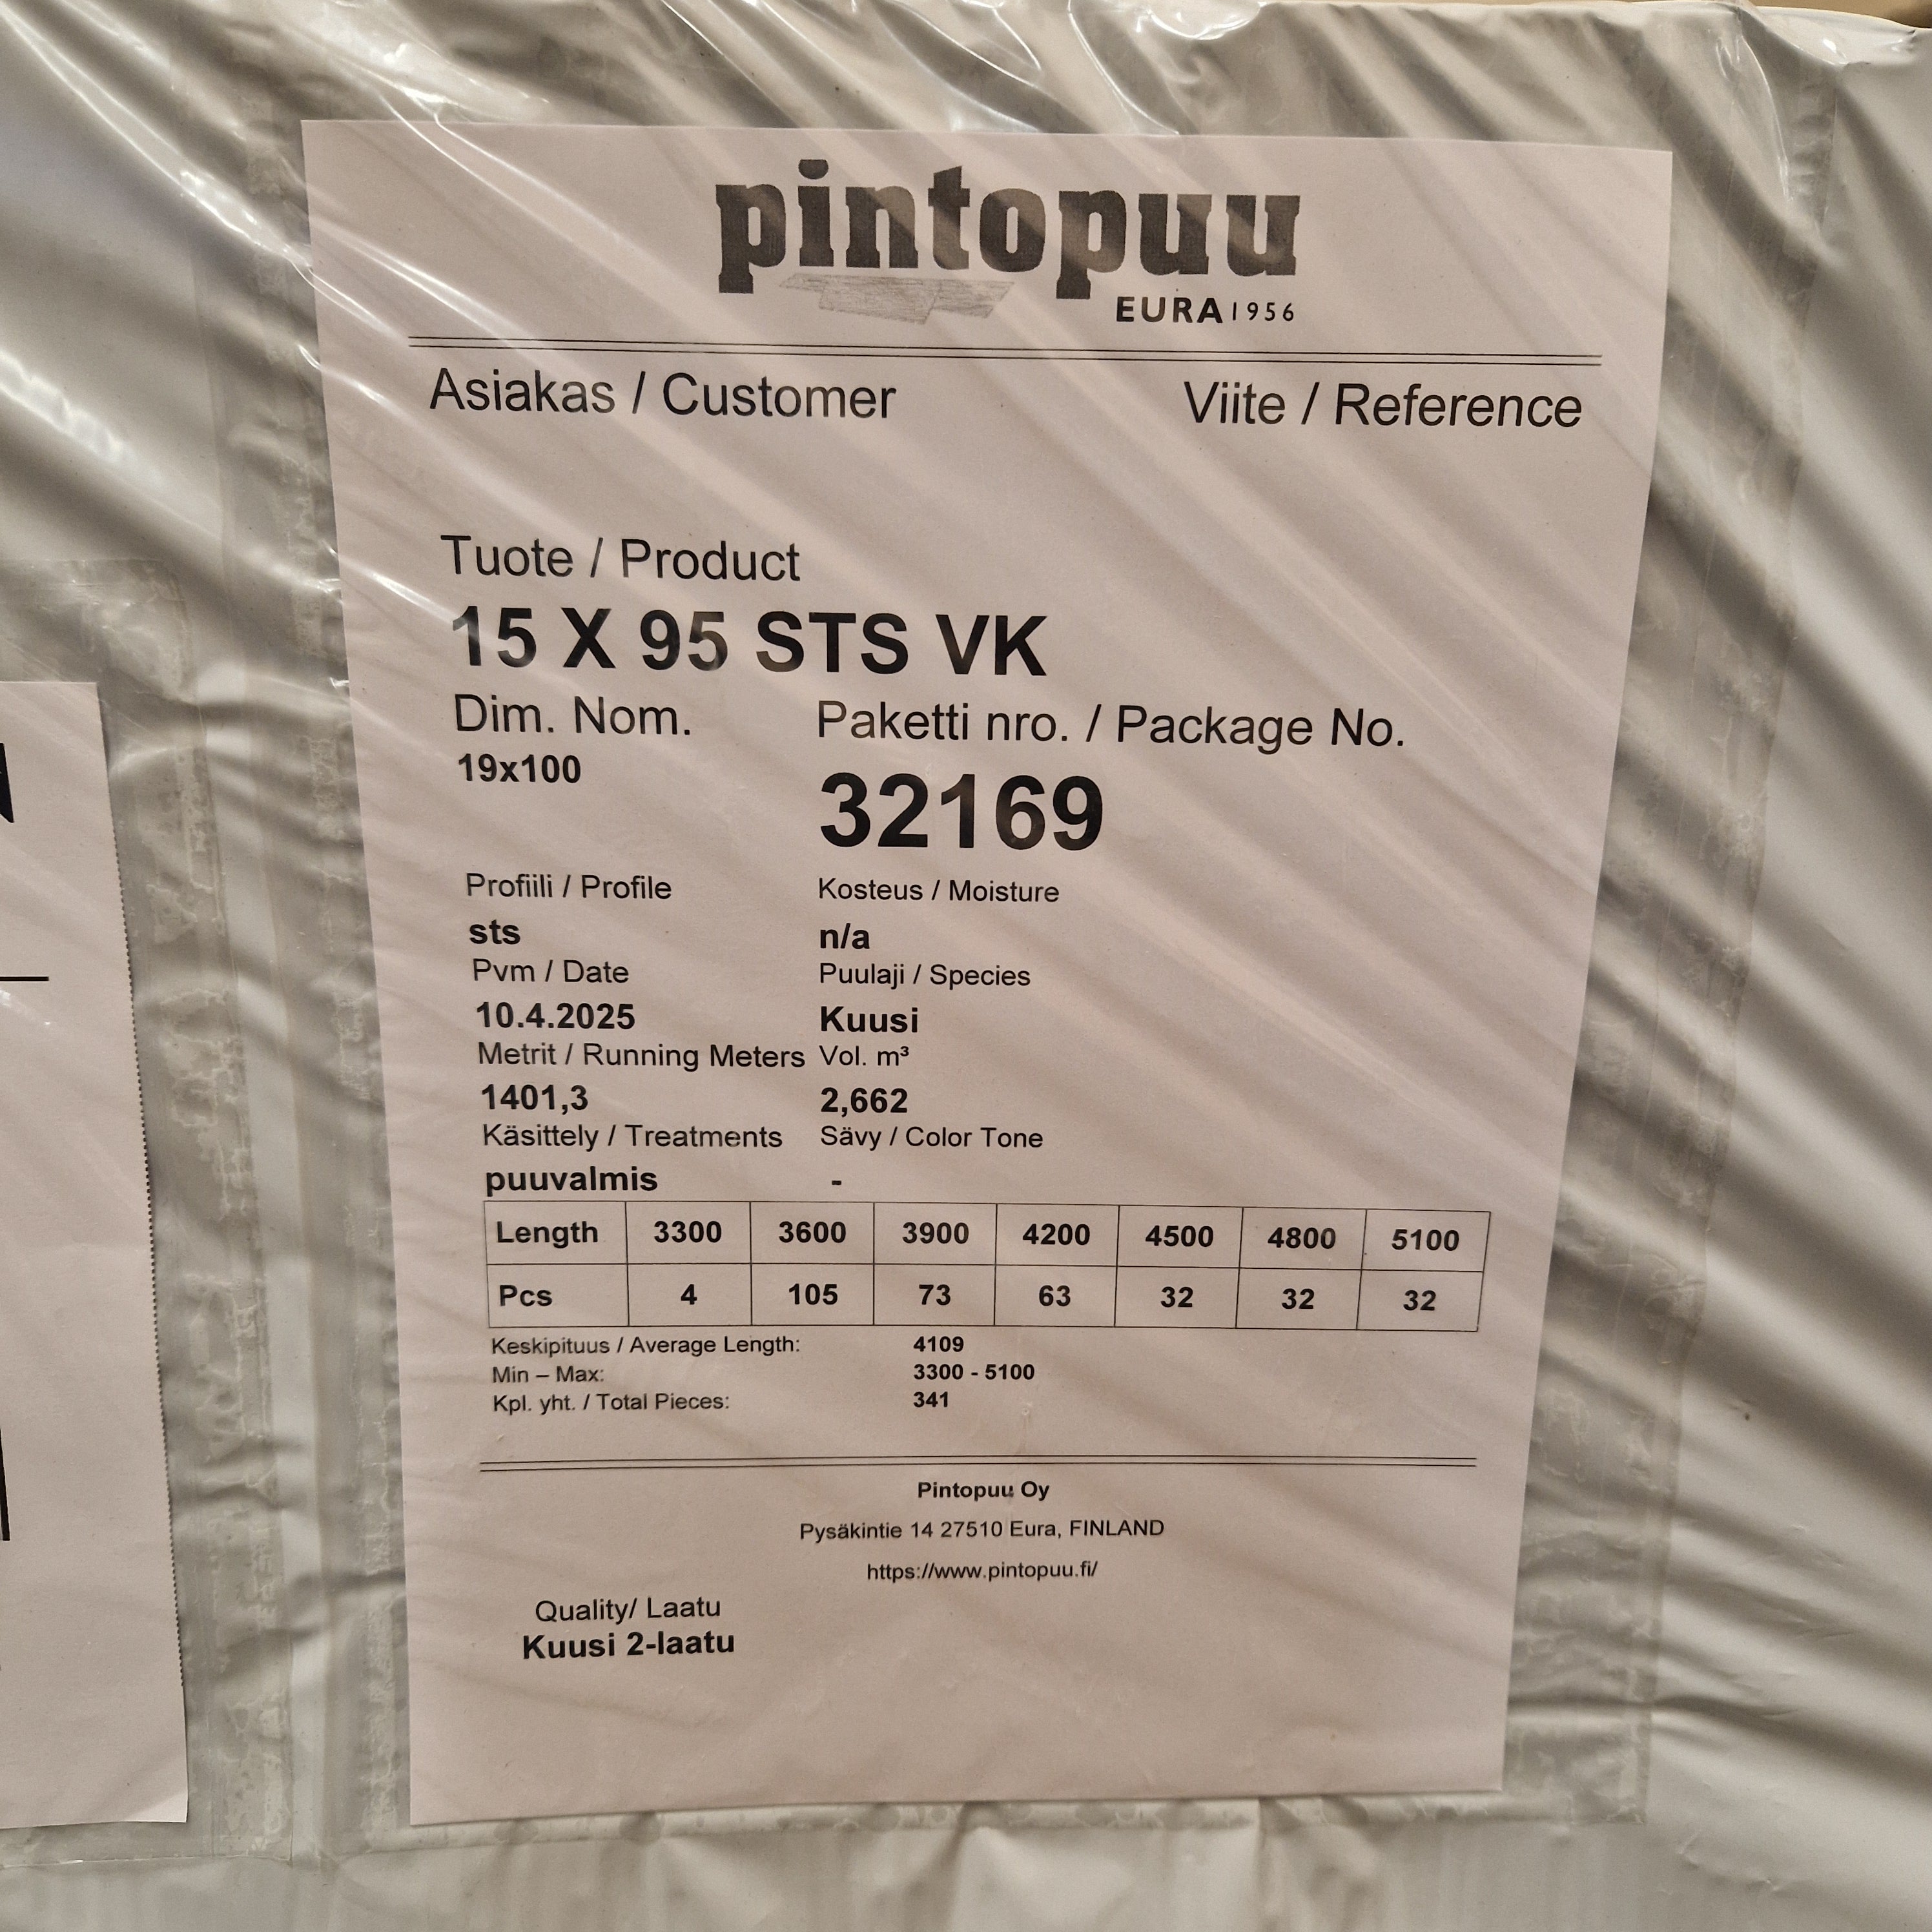 pintopuu
EURA 1956
Asiakas / Customer Viite / Reference
Tuote / Product
15 X 95 STS VK
Dim. Nom. Paketti nro. / Package No.
19x100 32169
Profiili / Profile Kosteus / Moisture
sts n/a
Pvm / Date Puulaji / Species
10.4.2025 Kuusi
Metrit / Running Meters Vol. m³
1401,3 2,662
Käsittely / Treatments Sävy / Color Tone
puuvalmis -
Length 3300 3600 3900 4200 4500 4800 5100
Pcs 4 105 73 63 32 32 32
Keskipituus / Average Length: 4109
Min – Max: 3300 - 5100
Kpl. yht. / Total Pieces: 341
Pintopuu Oy
Pysäkintie 14 27510 Eura, FINLAND
https://www.pintopuu.fi/
Quality/ Laatu
Kuusi 2-laatu